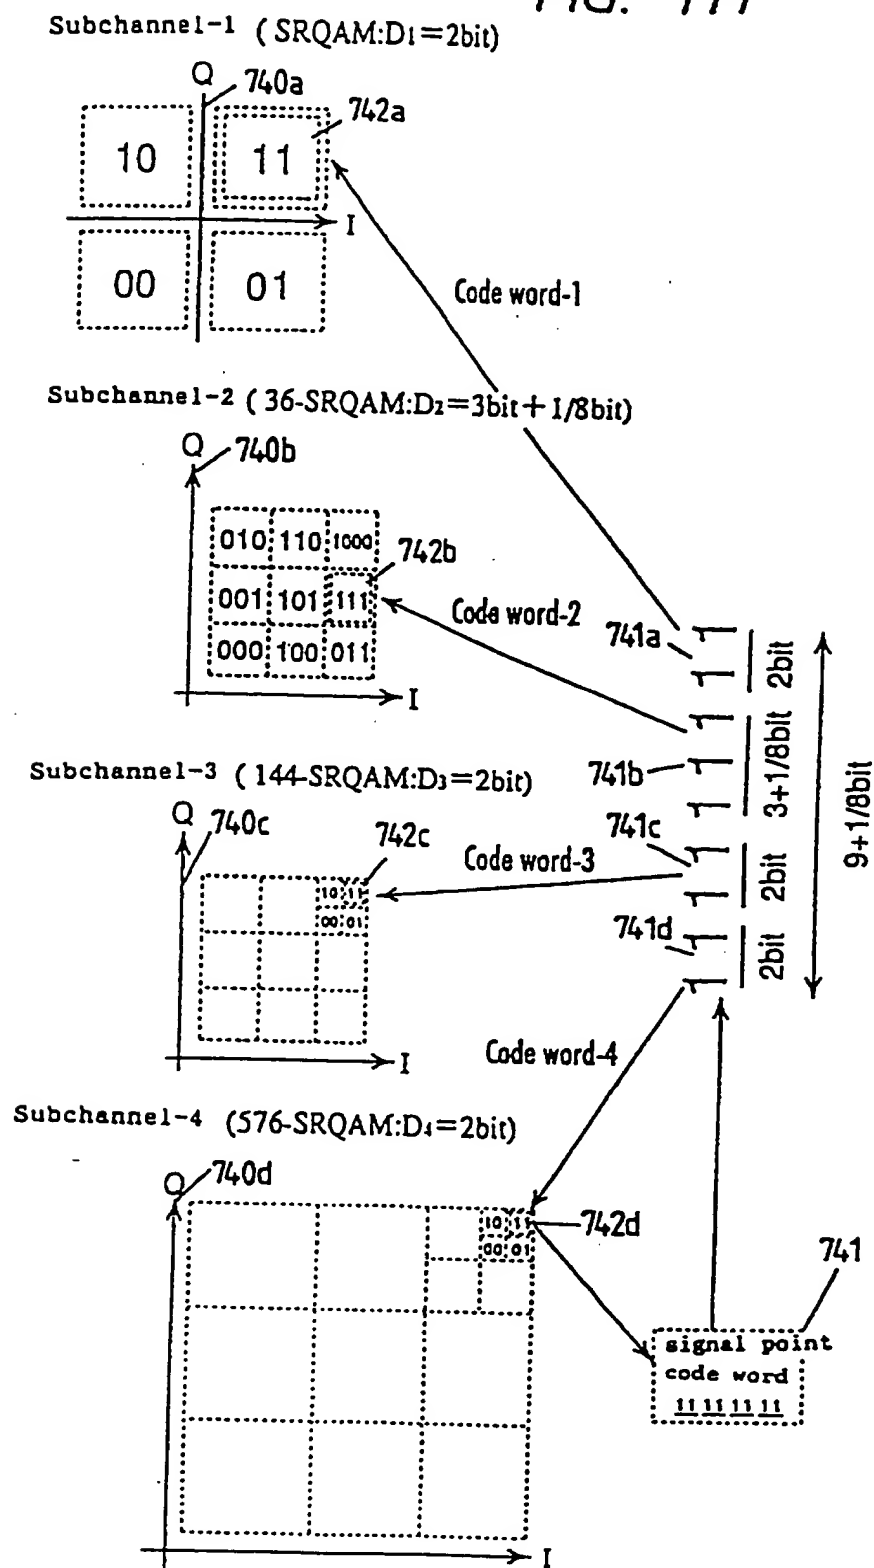 FIG. 111
Subchannel-1 (SRQAM:D1=2bit)
Q
740a
742a
10
11
I
00
01
Code word-1
Subchannel-2 (36-SRQAM:D2=3bit+1/8bit)
Q
740b
010 110 1000
742b
001 101 111
Code word-2
000 100 011
I
741a
2bit
741b
3+1/8bit
741c
2bit
741d
2bit
9+1/8bit
Subchannel-3 (144-SRQAM:D3=2bit)
Q
740c
742c
Code word-3
10 11
00 01
I
Code word-4
Subchannel-4 (576-SRQAM:D4=2bit)
Q
740d
10 11
742d
00 01
741
signal point
code word
11 11 11 11
I